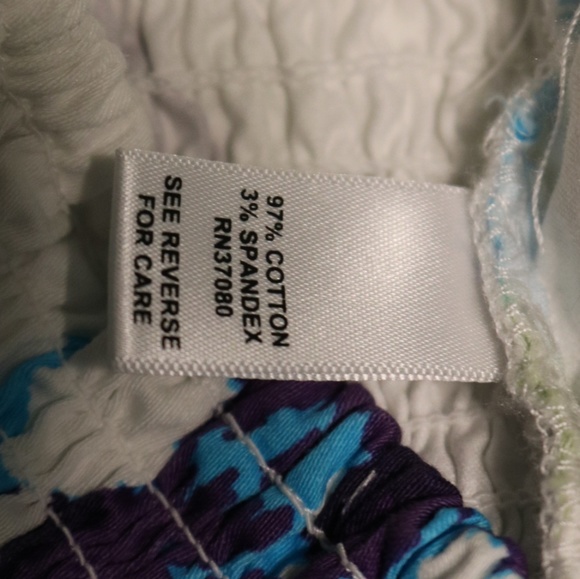 97% COTTON
3% SPANDEX
RN37080
SEE REVERSE
FOR CARE